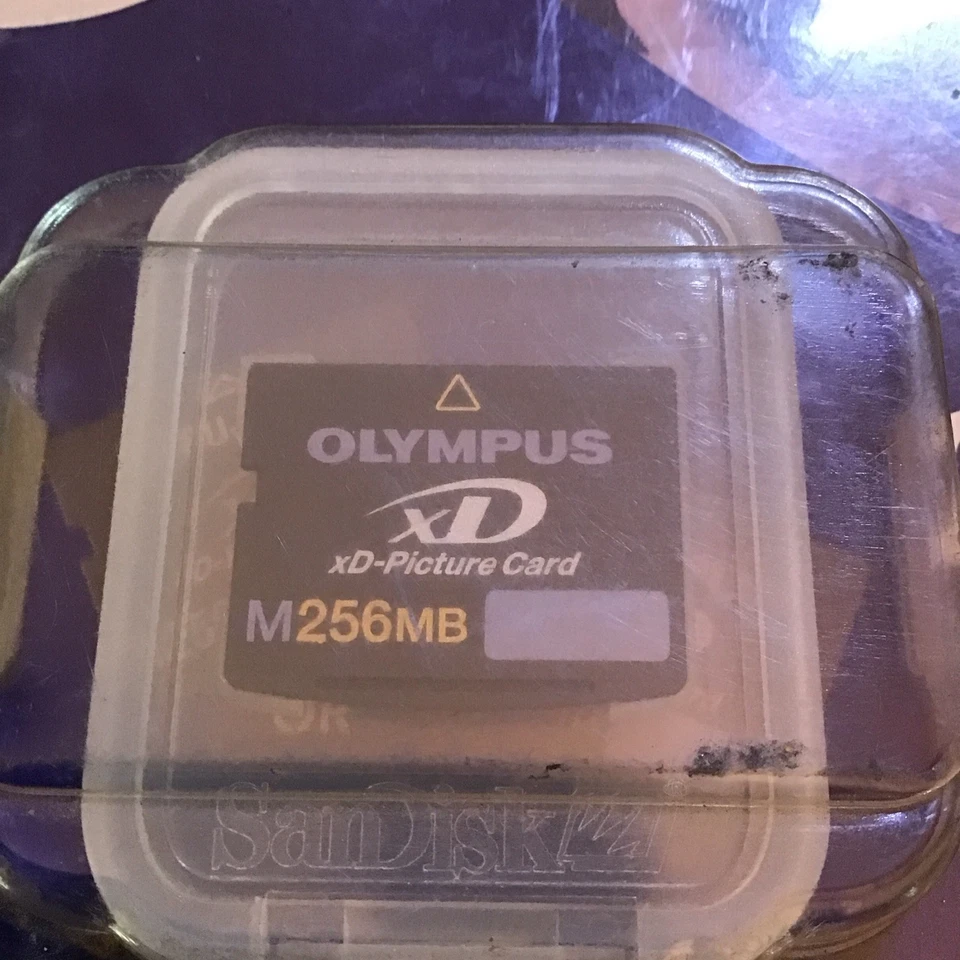 OLYMPUS
xD
xD-Picture Card
M256MB
SanDisk